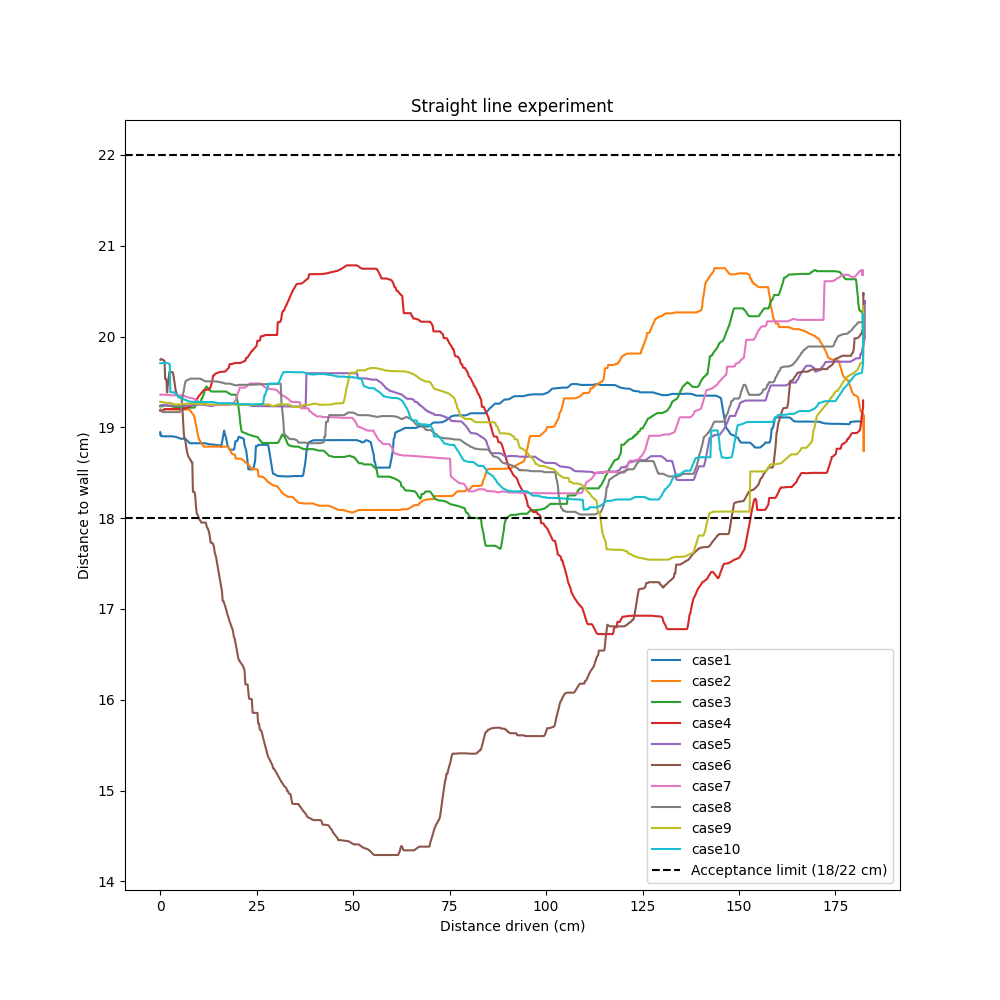 Straight line experiment
Distance to wall (cm)
22
21
20
19
18
17
16
15
14
0 25 50 75 100 125 150 175
Distance driven (cm)
case1
case2
case3
case4
case5
case6
case7
case8
case9
case10
Acceptance limit (18/22 cm)